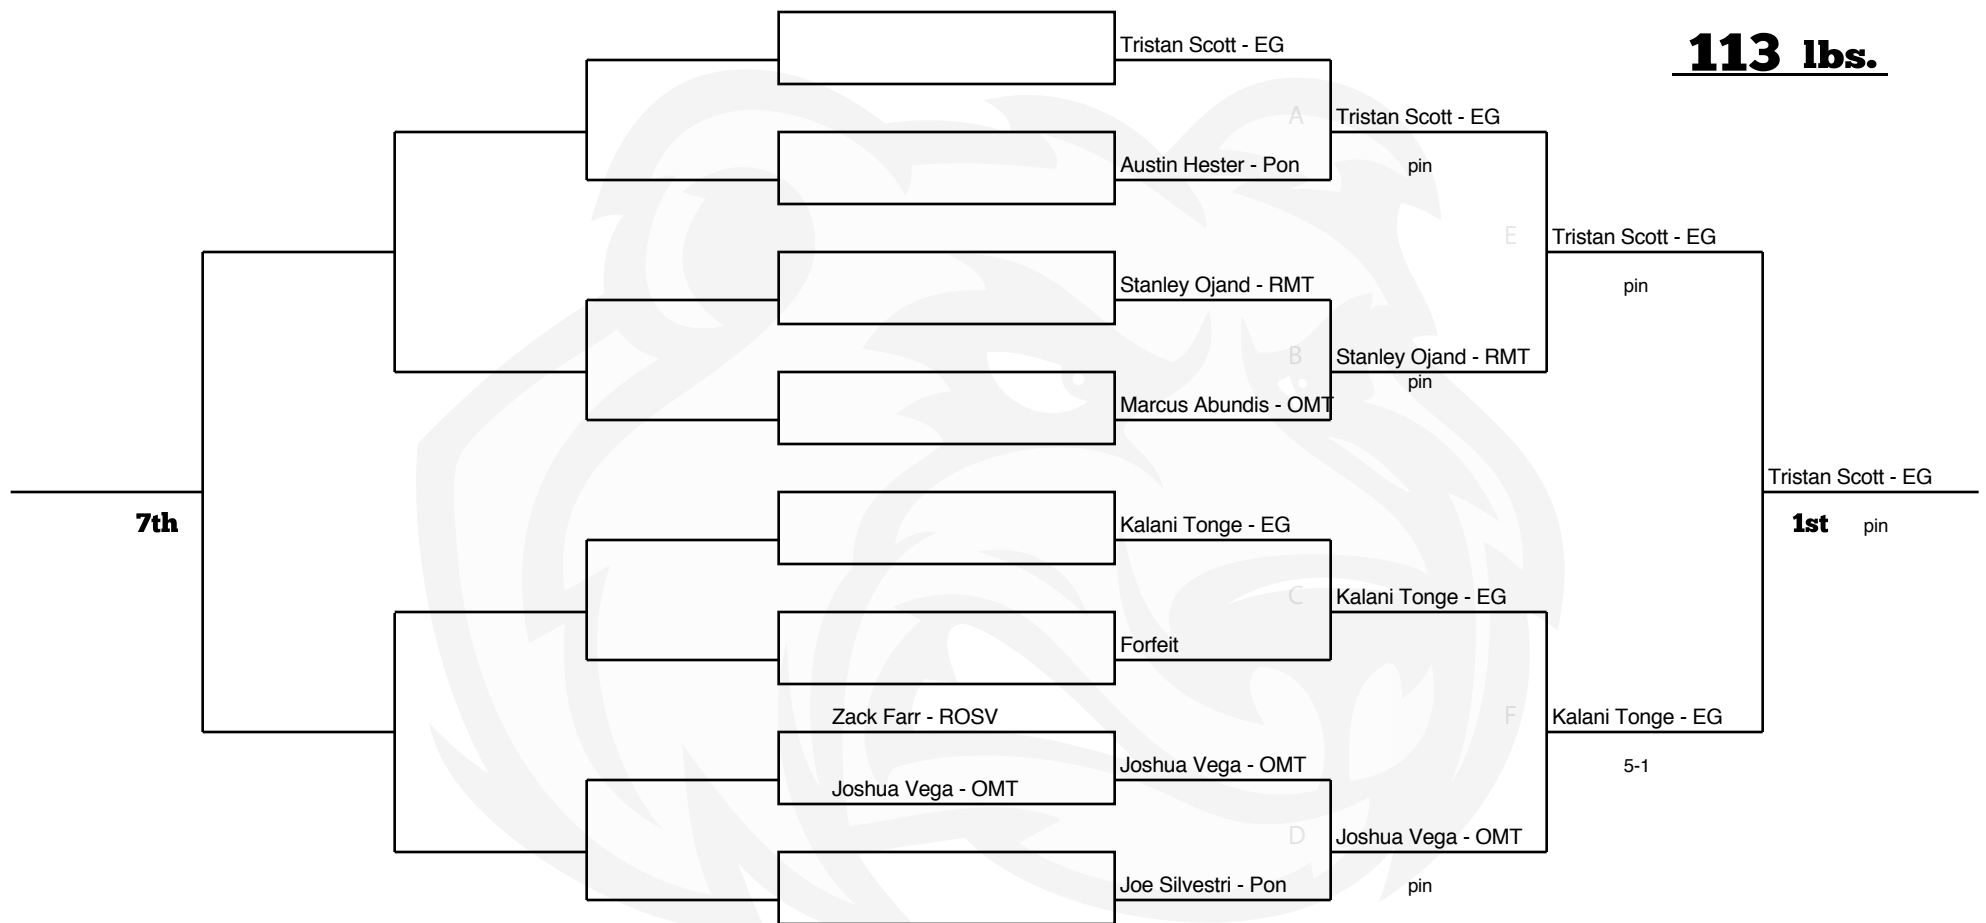 Tristan Scott - EG
113 lbs.
A
Tristan Scott - EG
Austin Hester - Pon
pin
E
Tristan Scott - EG
Stanley Ojand - RMT
pin
B
Stanley Ojand - RMT
pin
Marcus Abundis - OMT
Tristan Scott - EG
7th
Kalani Tonge - EG
1st pin
C
Kalani Tonge - EG
Forfeit
Zack Farr - ROSV
F
Kalani Tonge - EG
Joshua Vega - OMT
5-1
Joshua Vega - OMT
D
Joshua Vega - OMT
Joe Silvestri - Pon
pin